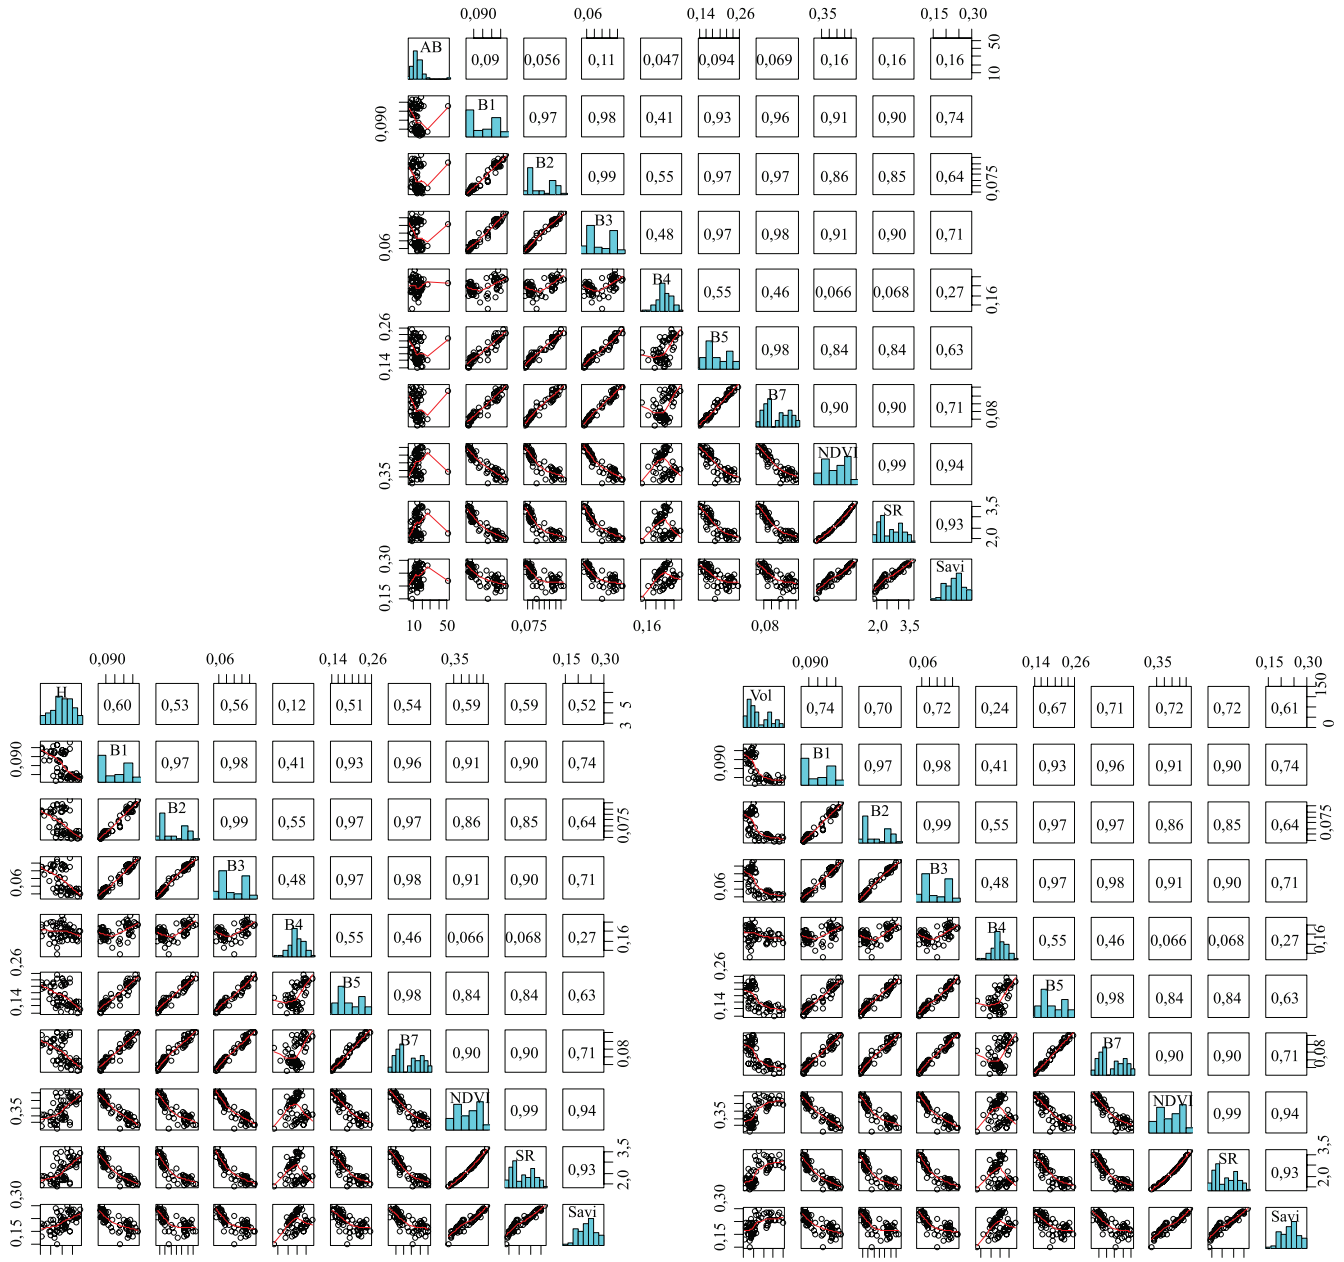 0,090 0,06 0,14 0,26 0,35 0,15 0,30
AB 0,09 0,056 0,11 0,047 0,094 0,069 0,16 0,16 0,16 10 50
0,090 B1 0,97 0,98 0,41 0,93 0,96 0,91 0,90 0,74
B2 0,99 0,55 0,97 0,97 0,86 0,85 0,64 0,075
0,06 B3 0,48 0,97 0,98 0,91 0,90 0,71
B4 0,55 0,46 0,066 0,068 0,27 0,16
0,14 0,26 B5 0,98 0,84 0,84 0,63
B7 0,90 0,90 0,71 0,08
0,35 NDVI 0,99 0,94
SR 0,93 2,0 3,5
0,15 0,30 Savi
10 50 0,075 0,16 0,08 2,0 3,5
0,090 0,06 0,14 0,26 0,35 0,15 0,30
H 0,60 0,53 0,56 0,12 0,51 0,54 0,59 0,59 0,52 3 5
0,090 B1 0,97 0,98 0,41 0,93 0,96 0,91 0,90 0,74
B2 0,99 0,55 0,97 0,97 0,86 0,85 0,64 0,075
0,06 B3 0,48 0,97 0,98 0,91 0,90 0,71
B4 0,55 0,46 0,066 0,068 0,27 0,16
0,14 0,26 B5 0,98 0,84 0,84 0,63
B7 0,90 0,90 0,71 0,08
0,35 NDVI 0,99 0,94
SR 0,93 2,0 3,5
0,15 0,30 Savi
0,090 0,06 0,14 0,26 0,35 0,15 0,30
Vol 0,74 0,70 0,72 0,24 0,67 0,71 0,72 0,72 0,61 0 150
0,090 B1 0,97 0,98 0,41 0,93 0,96 0,91 0,90 0,74
B2 0,99 0,55 0,97 0,97 0,86 0,85 0,64 0,075
0,06 B3 0,48 0,97 0,98 0,91 0,90 0,71
B4 0,55 0,46 0,066 0,068 0,27 0,16
0,14 0,26 B5 0,98 0,84 0,84 0,63
B7 0,90 0,90 0,71 0,08
0,35 NDVI 0,99 0,94
SR 0,93 2,0 3,5
0,15 0,30 Savi